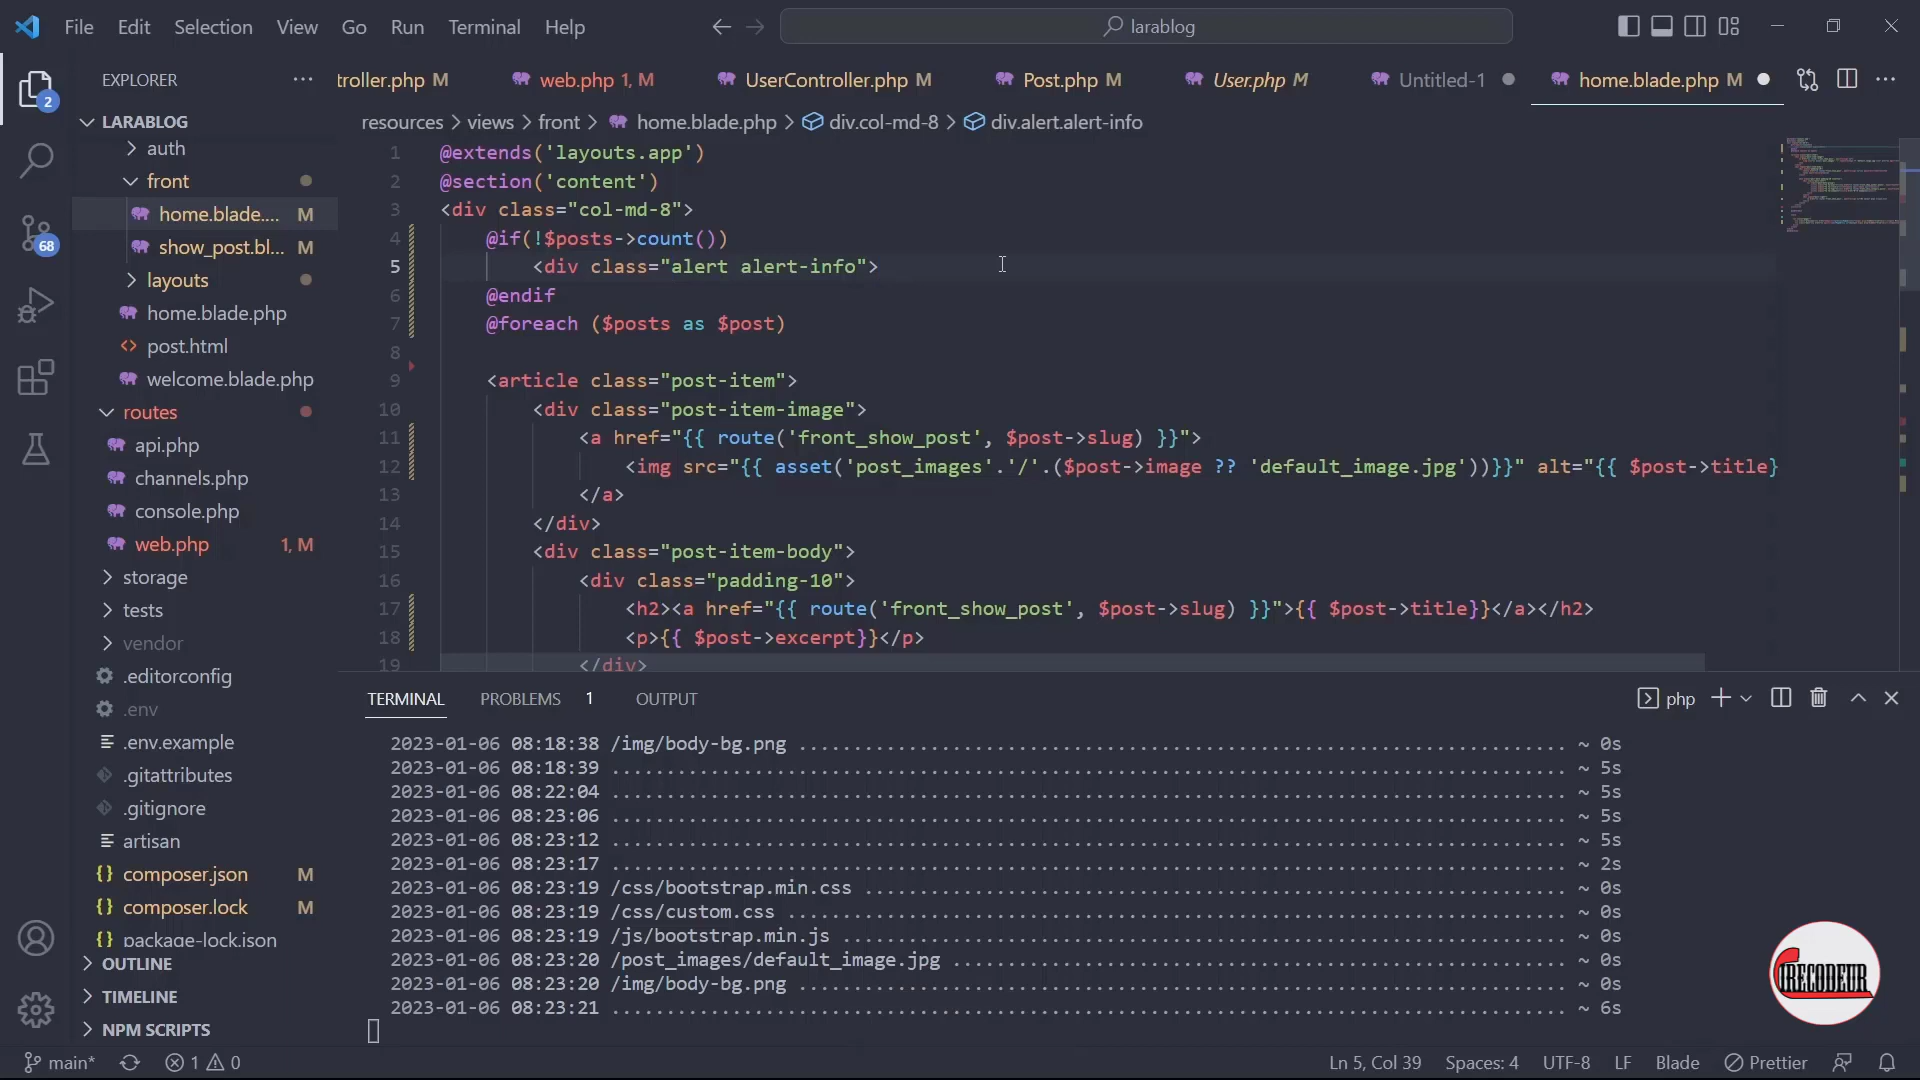 File Edit Selection View Go Run Terminal Help
larablog
EXPLORER
troller.php M
web.php 1, M
UserController.php M
Post.php M
User.php M
Untitled-1
home.blade.php M
2
LARABLOG
resources > views > front > home.blade.php > div.col-md-8 > div.alert.alert-info
auth
front
home.blade.... M
show_post.bl... M
68
layouts
home.blade.php
post.html
welcome.blade.php
routes
api.php
channels.php
console.php
web.php 1, M
storage
tests
vendor
.editorconfig
.env
.env.example
.gitattributes
.gitignore
artisan
composer.json M
composer.lock M
package-lock.json
OUTLINE
TIMELINE
NPM SCRIPTS
1 @extends('layouts.app')
2 @section('content')
3 <div class="col-md-8">
4 @if(!$posts->count())
5 <div class="alert alert-info">
6 @endif
7 @foreach ($posts as $post)
8
9 <article class="post-item">
10 <div class="post-item-image">
11 <a href="{{ route('front_show_post', $post->slug) }}">
12 <img src="{{ asset('post_images'.'/'.($post->image ?? 'default_image.jpg'))}}" alt="{{ $post->title}
13 </a>
14 </div>
15 <div class="post-item-body">
16 <div class="padding-10">
17 <h2><a href="{{ route('front_show_post', $post->slug) }}">{{ $post->title}}</a></h2>
18 <p>{{ $post->excerpt}}</p>
19 </div>
TERMINAL PROBLEMS 1 OUTPUT
php
2023-01-06 08:18:38 /img/body-bg.png ........................................ ~ 0s
2023-01-06 08:18:39 ........................................ ~ 5s
2023-01-06 08:22:04 ........................................ ~ 5s
2023-01-06 08:23:06 ........................................ ~ 5s
2023-01-06 08:23:12 ........................................ ~ 5s
2023-01-06 08:23:17 ........................................ ~ 2s
2023-01-06 08:23:19 /css/bootstrap.min.css ........................................ ~ 0s
2023-01-06 08:23:19 /css/custom.css ........................................ ~ 0s
2023-01-06 08:23:19 /js/bootstrap.min.js ........................................ ~ 0s
2023-01-06 08:23:20 /post_images/default_image.jpg ........................................ ~ 0s
2023-01-06 08:23:20 /img/body-bg.png ........................................ ~ 0s
2023-01-06 08:23:21 ........................................ ~ 6s
main* 1 0
Ln 5, Col 39 Spaces: 4 UTF-8 LF Blade Prettier